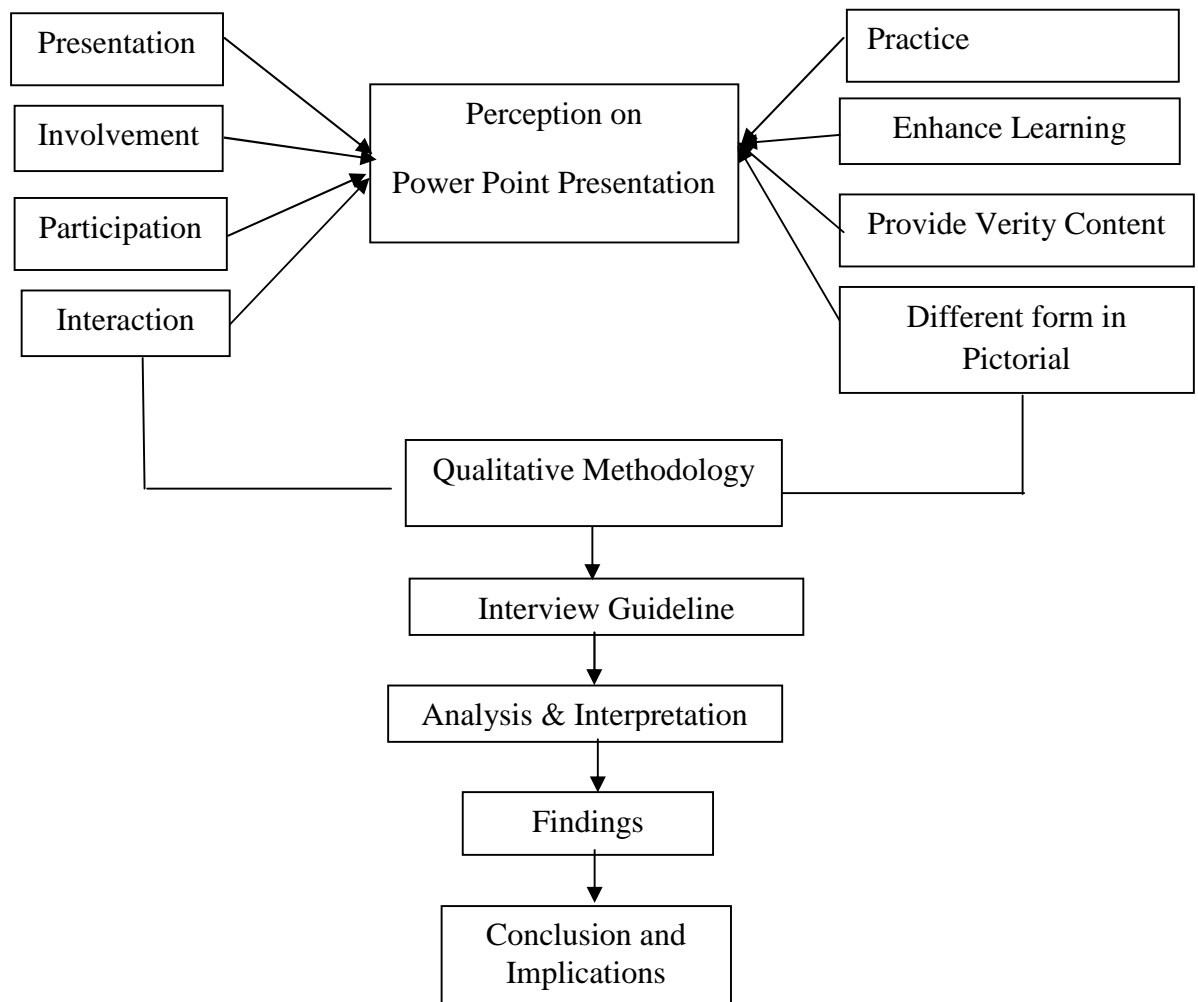 Presentation
Involvement
Participation
Interaction
Perception on
Power Point Presentation
Practice
Enhance Learning
Provide Verity Content
Different form in
Pictorial
Qualitative Methodology
Interview Guideline
Analysis & Interpretation
Findings
Conclusion and
Implications